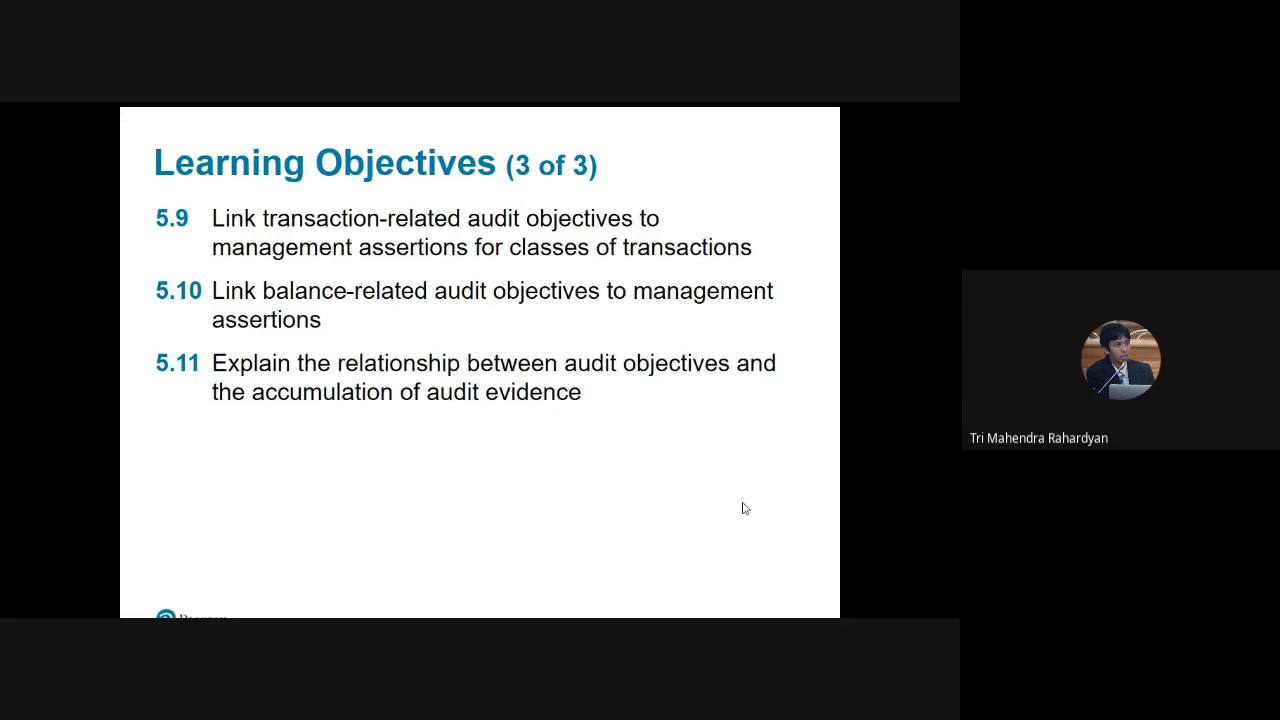 Learning Objectives (3 of 3)
5.9 Link transaction-related audit objectives to
management assertions for classes of transactions
5.10 Link balance-related audit objectives to management
assertions
5.11 Explain the relationship between audit objectives and
the accumulation of audit evidence
Tri Mahendra Rahardyan